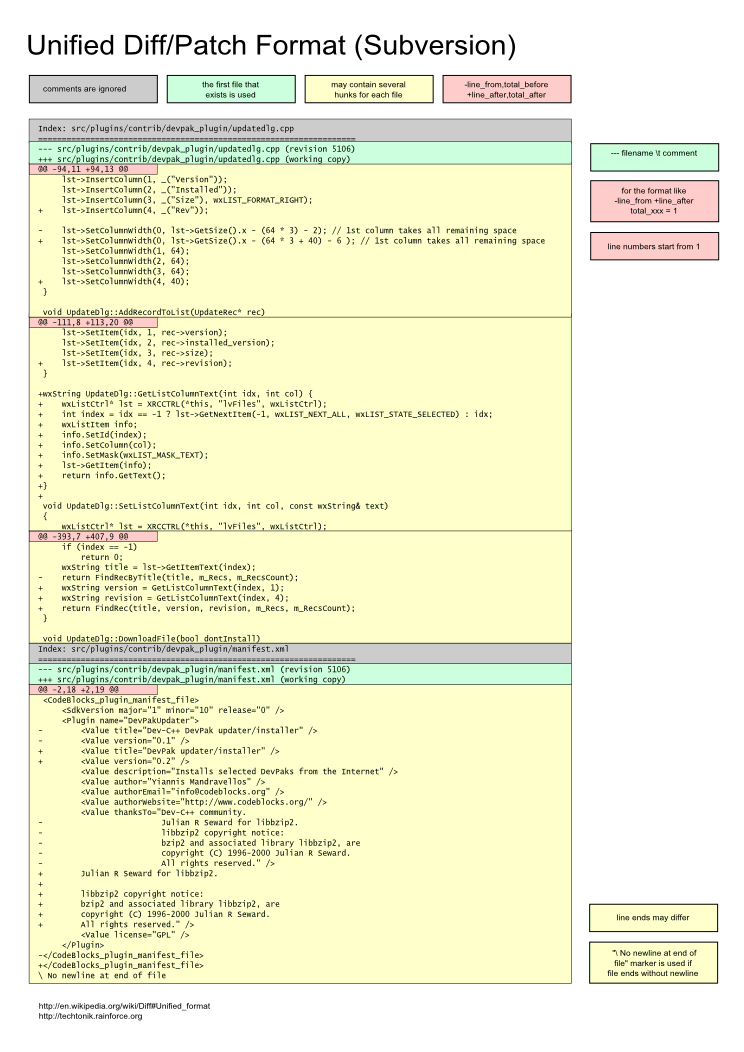 Unified Diff/Patch Format (Subversion)
comments are ignored
the first file that
exists is used
may contain several
hunks for each file
-line_from,total_before
+line_after,total_after
Index: src/plugins/contrib/devpak_plugin/updatedlg.cpp
===================================================================
--- src/plugins/contrib/devpak_plugin/updatedlg.cpp (revision 5106)
+++ src/plugins/contrib/devpak_plugin/updatedlg.cpp (working copy)
@@ -94,11 +94,13 @@
     lst->InsertColumn(1, _("Version"));
     lst->InsertColumn(2, _("Installed"));
     lst->InsertColumn(3, _("Size"), wxLIST_FORMAT_RIGHT);
+    lst->InsertColumn(4, _("Rev"));
-    lst->SetColumnWidth(0, lst->GetSize().x - (64 * 3) - 2); // 1st column takes all remaining space
+    lst->SetColumnWidth(0, lst->GetSize().x - (64 * 3 + 40) - 6 ); // 1st column takes all remaining space
     lst->SetColumnWidth(1, 64);
     lst->SetColumnWidth(2, 64);
     lst->SetColumnWidth(3, 64);
+    lst->SetColumnWidth(4, 40);
 }
 void UpdateDlg::AddRecordToList(UpdateRec* rec)
@@ -111,8 +113,20 @@
     lst->SetItem(idx, 1, rec->version);
     lst->SetItem(idx, 2, rec->installed_version);
     lst->SetItem(idx, 3, rec->size);
+    lst->SetItem(idx, 4, rec->revision);
 }
+wxString UpdateDlg::GetListColumnText(int idx, int col) {
+    wxListCtrl* lst = XRCCTRL(*this, "lvFiles", wxListCtrl);
+    int index = idx == -1 ? lst->GetNextItem(-1, wxLIST_NEXT_ALL, wxLIST_STATE_SELECTED) : idx;
+    wxListItem info;
+    info.SetId(index);
+    info.SetColumn(col);
+    info.SetMask(wxLIST_MASK_TEXT);
+    lst->GetItem(info);
+    return info.GetText();
+}
+
 void UpdateDlg::SetListColumnText(int idx, int col, const wxString& text)
 {
     wxListCtrl* lst = XRCCTRL(*this, "lvFiles", wxListCtrl);
@@ -393,7 +407,9 @@
     if (index == -1)
         return 0;
     wxString title = lst->GetItemText(index);
-    return FindRecByTitle(title, m_Recs, m_RecsCount);
+    wxString version = GetListColumnText(index, 1);
+    wxString revision = GetListColumnText(index, 4);
+    return FindRec(title, version, revision, m_Recs, m_RecsCount);
 }
 void UpdateDlg::DownloadFile(bool dontInstall)
Index: src/plugins/contrib/devpak_plugin/manifest.xml
===================================================================
--- src/plugins/contrib/devpak_plugin/manifest.xml (revision 5106)
+++ src/plugins/contrib/devpak_plugin/manifest.xml (working copy)
@@ -2,18 +2,19 @@
 <CodeBlocks_plugin_manifest_file>
     <SdkVersion major="1" minor="10" release="0" />
     <Plugin name="DevPakUpdater">
-        <Value title="Dev-C++ DevPak updater/installer" />
-        <Value version="0.1" />
+        <Value title="DevPak updater/installer" />
+        <Value version="0.2" />
         <Value description="Installs selected DevPaks from the Internet" />
         <Value author="Yiannis Mandravellos" />
         <Value authorEmail="info@codeblocks.org" />
         <Value authorWebsite="http://www.codeblocks.org/" />
         <Value thanksTo="Dev-C++ community.
-                         Julian R Seward for libbzip2.
-                         libbzip2 copyright notice:
-                         bzip2 and associated library libbzip2, are
-                         copyright (C) 1996-2000 Julian R Seward.
-                         All rights reserved." />
+        Julian R Seward for libbzip2.
+
+        libbzip2 copyright notice:
+        bzip2 and associated library libbzip2, are
+        copyright (C) 1996-2000 Julian R Seward.
+        All rights reserved." />
         <Value license="GPL" />
     </Plugin>
-</CodeBlocks_plugin_manifest_file>
+</CodeBlocks_plugin_manifest_file>
\ No newline at end of file
--- filename \t comment
for the format like
-line_from +line_after
total_xxx = 1
line numbers start from 1
line ends may differ
"\ No newline at end of
file" marker is used if
file ends without newline
http://en.wikipedia.org/wiki/Diff#Unified_format
http://techtonik.rainforce.org